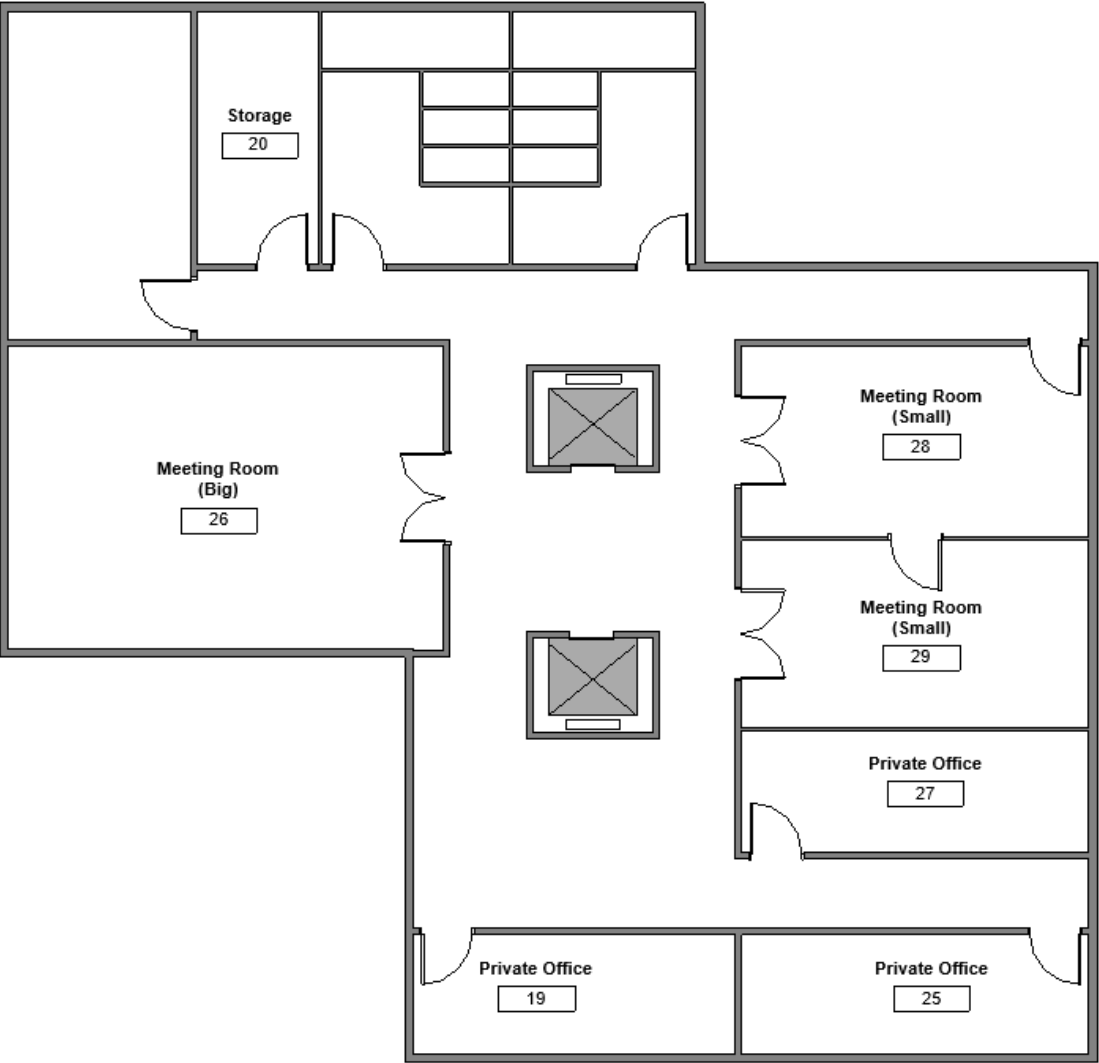 Storage
20
Meeting Room
(Small)
28
Meeting Room
(Big)
26
Meeting Room
(Small)
29
Private Office
27
Private Office
19
Private Office
25